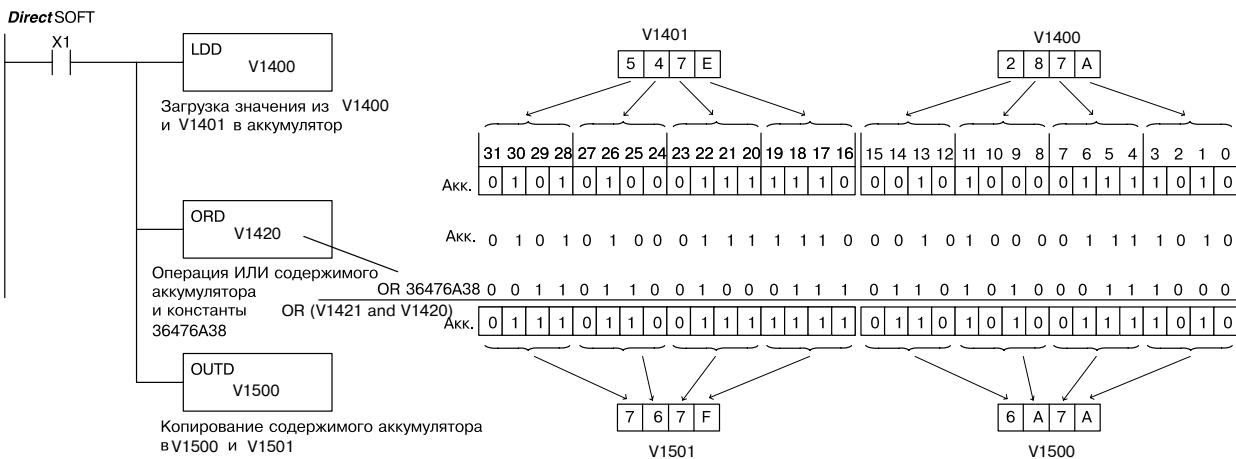 DirectSOFT
X1
LDD
V1400
Загрузка значения из V1400
и V1401 в аккумулятор
V1401
5 4 7 E
V1400
2 8 7 A
31 30 29 28 27 26 25 24 23 22 21 20 19 18 17 16 15 14 13 12 11 10 9 8 7 6 5 4 3 2 1 0
Акк. 0 1 0 1 0 1 0 0 0 1 1 1 1 1 1 0 0 0 1 0 1 0 0 0 0 1 1 1 1 0 1 0
ORD
V1420
Акк. 0 1 0 1 0 1 0 0 0 1 1 1 1 1 1 0 0 0 1 0 1 0 0 0 0 1 1 1 1 0 1 0
Операция ИЛИ содержимого
аккумулятора
и константы
36476A38
OR 36476A38 0 0 1 1 0 1 1 0 0 1 0 0 0 1 1 1 0 1 1 0 1 0 1 0 0 0 1 1 1 0 0 0
OR (V1421 and V1420)
Акк. 0 1 1 1 0 1 1 0 0 1 1 1 1 1 1 1 0 1 1 0 1 0 1 0 0 1 1 1 1 0 1 0
OUTD
V1500
Копирование содержимого аккумулятора
в V1500 и V1501
7 6 7 F
V1501
6 A 7 A
V1500